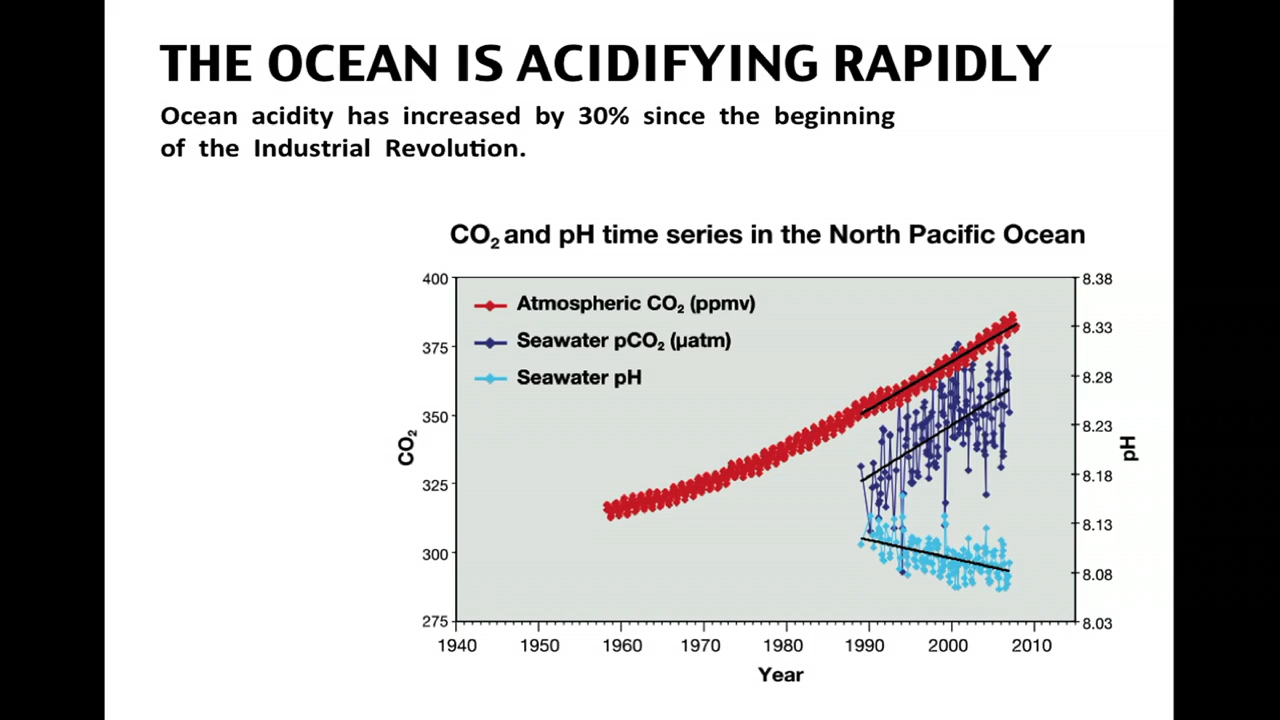 THE OCEAN IS ACIDIFYING RAPIDLY
Ocean acidity has increased by 30% since the beginning
of the Industrial Revolution.
CO₂ and pH time series in the North Pacific Ocean
Atmospheric CO₂ (ppmv)
Seawater pCO₂ (µatm)
Seawater pH
CO₂
400
375
350
325
300
275
pH
8.38
8.33
8.28
8.23
8.18
8.13
8.08
8.03
1940 1950 1960 1970 1980 1990 2000 2010
Year